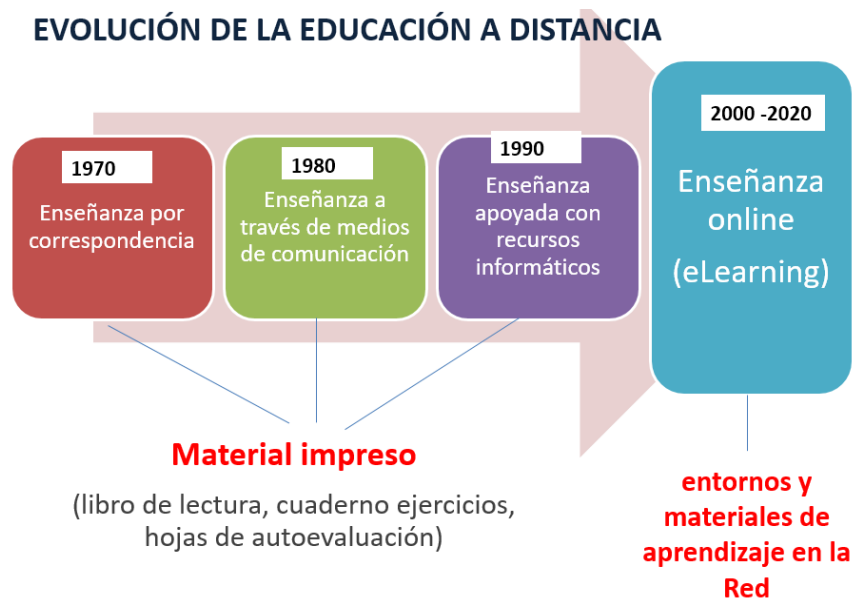 EVOLUCIÓN DE LA EDUCACIÓN A DISTANCIA
1970
Enseñanza por
correspondencia
1980
Enseñanza a
través de medios
de comunicación
1990
Enseñanza
apoyada con
recursos
informáticos
2000 -2020
Enseñanza
online
(eLearning)
Material impreso
(libro de lectura, cuaderno ejercicios,
hojas de autoevaluación)
entornos y
materiales de
aprendizaje en la
Red